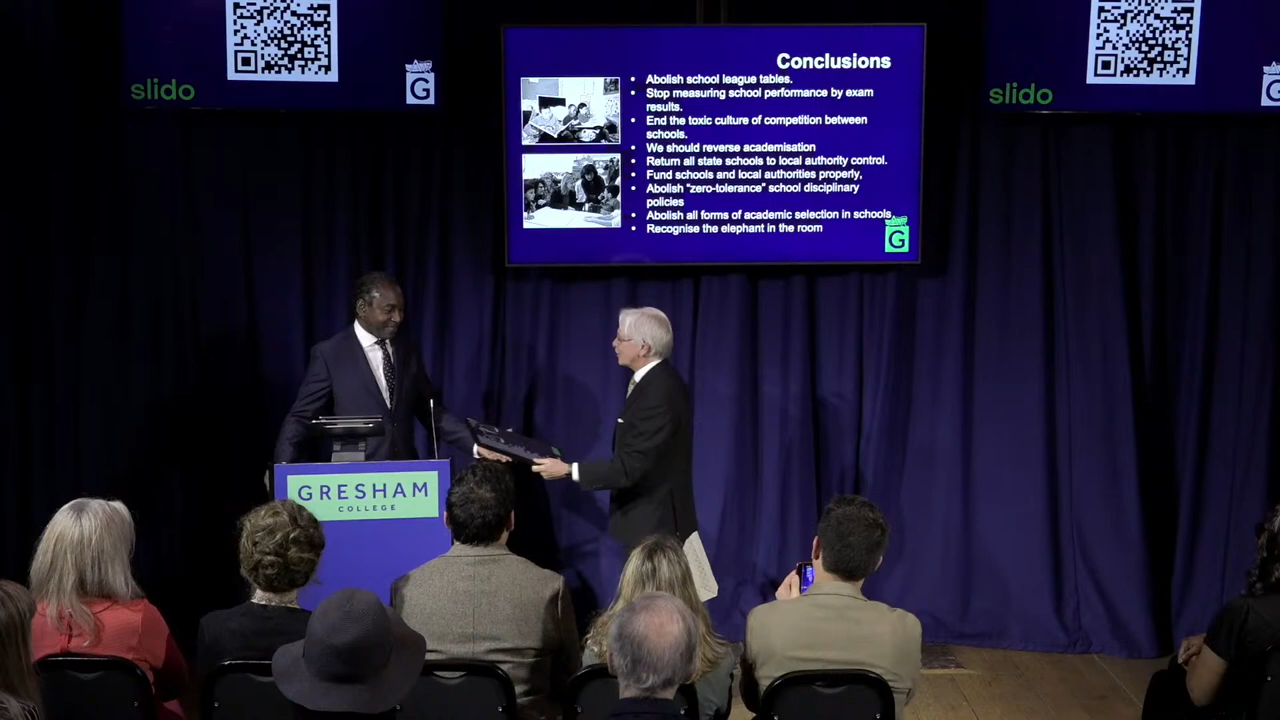 slido
G
Conclusions
• Abolish school league tables.
• Stop measuring school performance by exam
results.
• End the toxic culture of competition between
schools.
• We should reverse academisation
• Return all state schools to local authority control.
• Fund schools and local authorities properly,
• Abolish "zero-tolerance" school disciplinary
policies
• Abolish all forms of academic selection in schools.
• Recognise the elephant in the room
G
slido
G
GRESHAM
COLLEGE